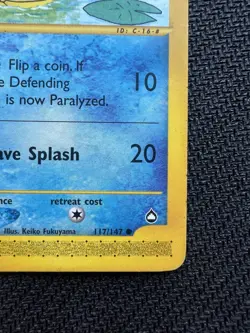 ID: C-16-#
Flip a coin. If
e Defending
is now Paralyzed.
10
ave Splash
20
nce
retreat cost
Illus. Keiko Fukuyama
117/147